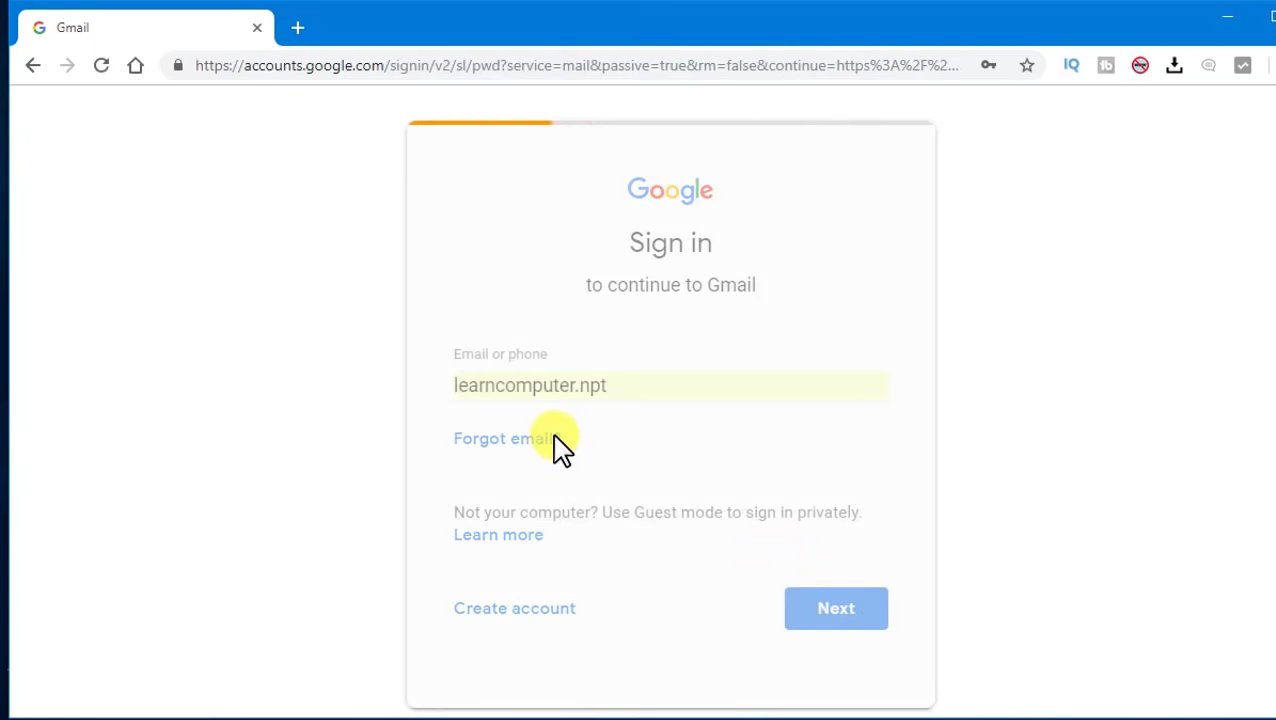 Gmail
https://accounts.google.com/signin/v2/sl/pwd?service=mail&passive=true&rm=false&continue=https%3A%2F%2...
Google
Sign in
to continue to Gmail
Email or phone
learncomputer.npt
Forgot email?
Not your computer? Use Guest mode to sign in privately.
Learn more
Create account
Next